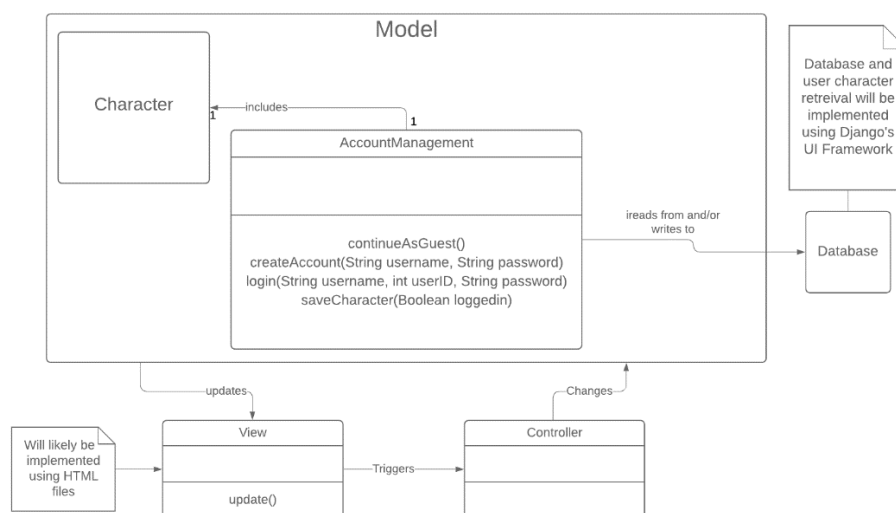 Model
Database and
user character
retreival will be
implemented
using Django's
UI Framework
Character
includes
1
1
AccountManagement
ireads from and/or
writes to
continueAsGuest()
createAccount(String username, String password)
login(String username, int userID, String password)
saveCharacter(Boolean loggedin)
Database
updates
Changes
Will likely be
implemented
using HTML
files
View
Triggers
Controller
update()